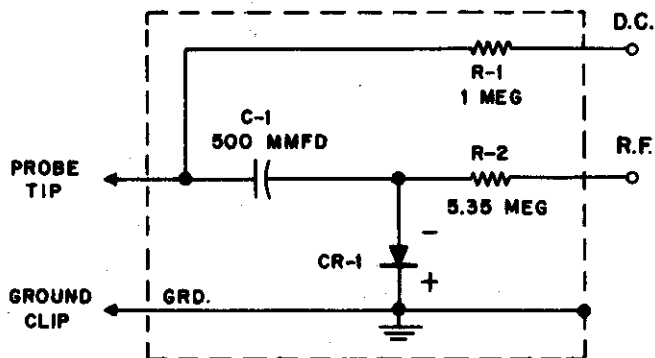 D.C.
R-1
1 MEG
C-1
500 MMFD
R-2
R.F.
PROBE
TIP
5.35 MEG
-
CR-1
+
GROUND
CLIP
GRD.